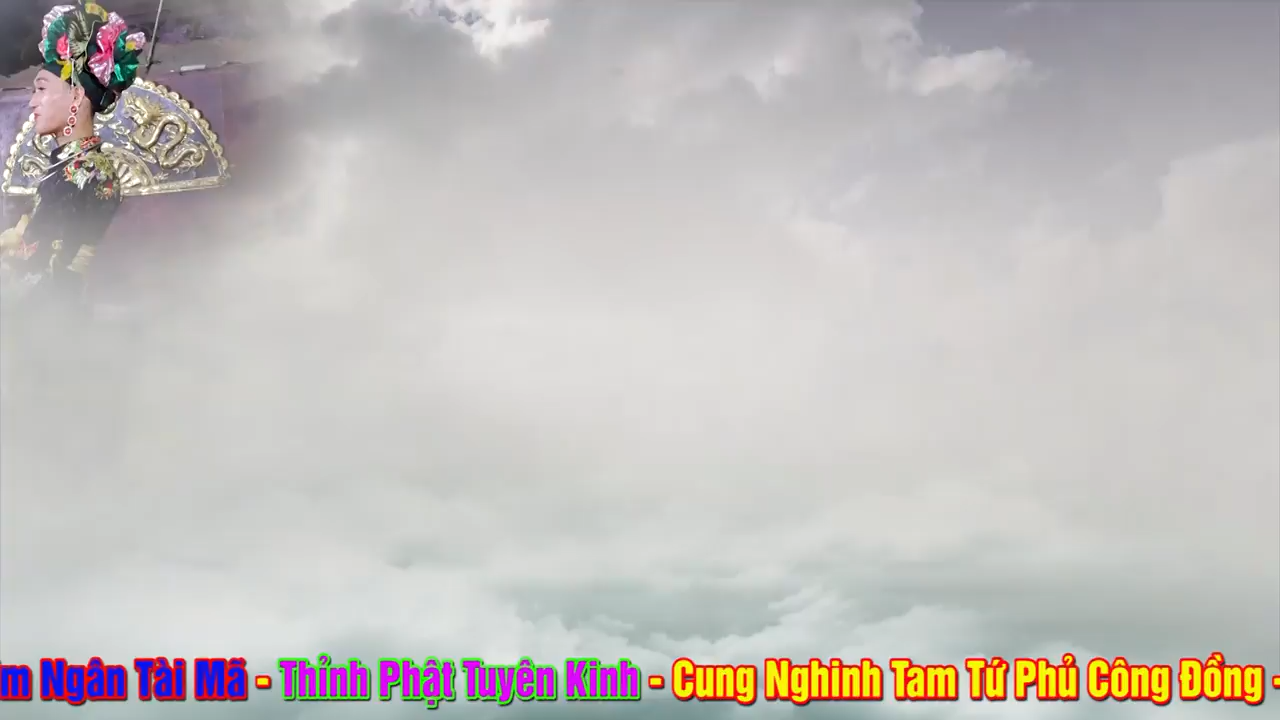 Ngân Tài Mã - Thỉnh Phật Tuyên Kinh - Cung Nghinh Tam Tứ Phủ Công Đồng -